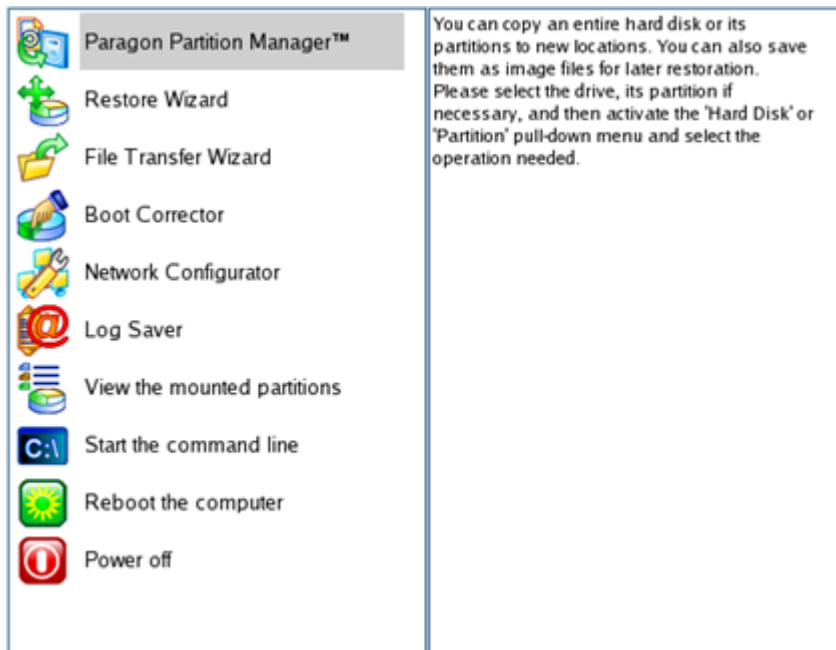 Paragon Partition Manager™
Restore Wizard
File Transfer Wizard
Boot Corrector
Network Configurator
Log Saver
View the mounted partitions
C:\
Start the command line
Reboot the computer
Power off
You can copy an entire hard disk or its
partitions to new locations. You can also save
them as image files for later restoration.
Please select the drive, its partition if
necessary, and then activate the 'Hard Disk' or
'Partition' pull-down menu and select the
operation needed.